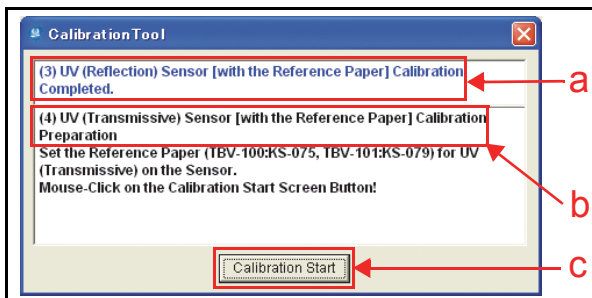 CalibrationTool
(3) UV (Reflection) Sensor [with the Reference Paper] Calibration
Completed.
a
(4) UV (Transmissive) Sensor [with the Reference Paper] Calibration
Preparation
Set the Reference Paper (TBV-100:KS-075, TBV-101:KS-079) for UV
(Transmissive) on the Sensor.
Mouse-Click on the Calibration Start Screen Button!
b
Calibration Start
c